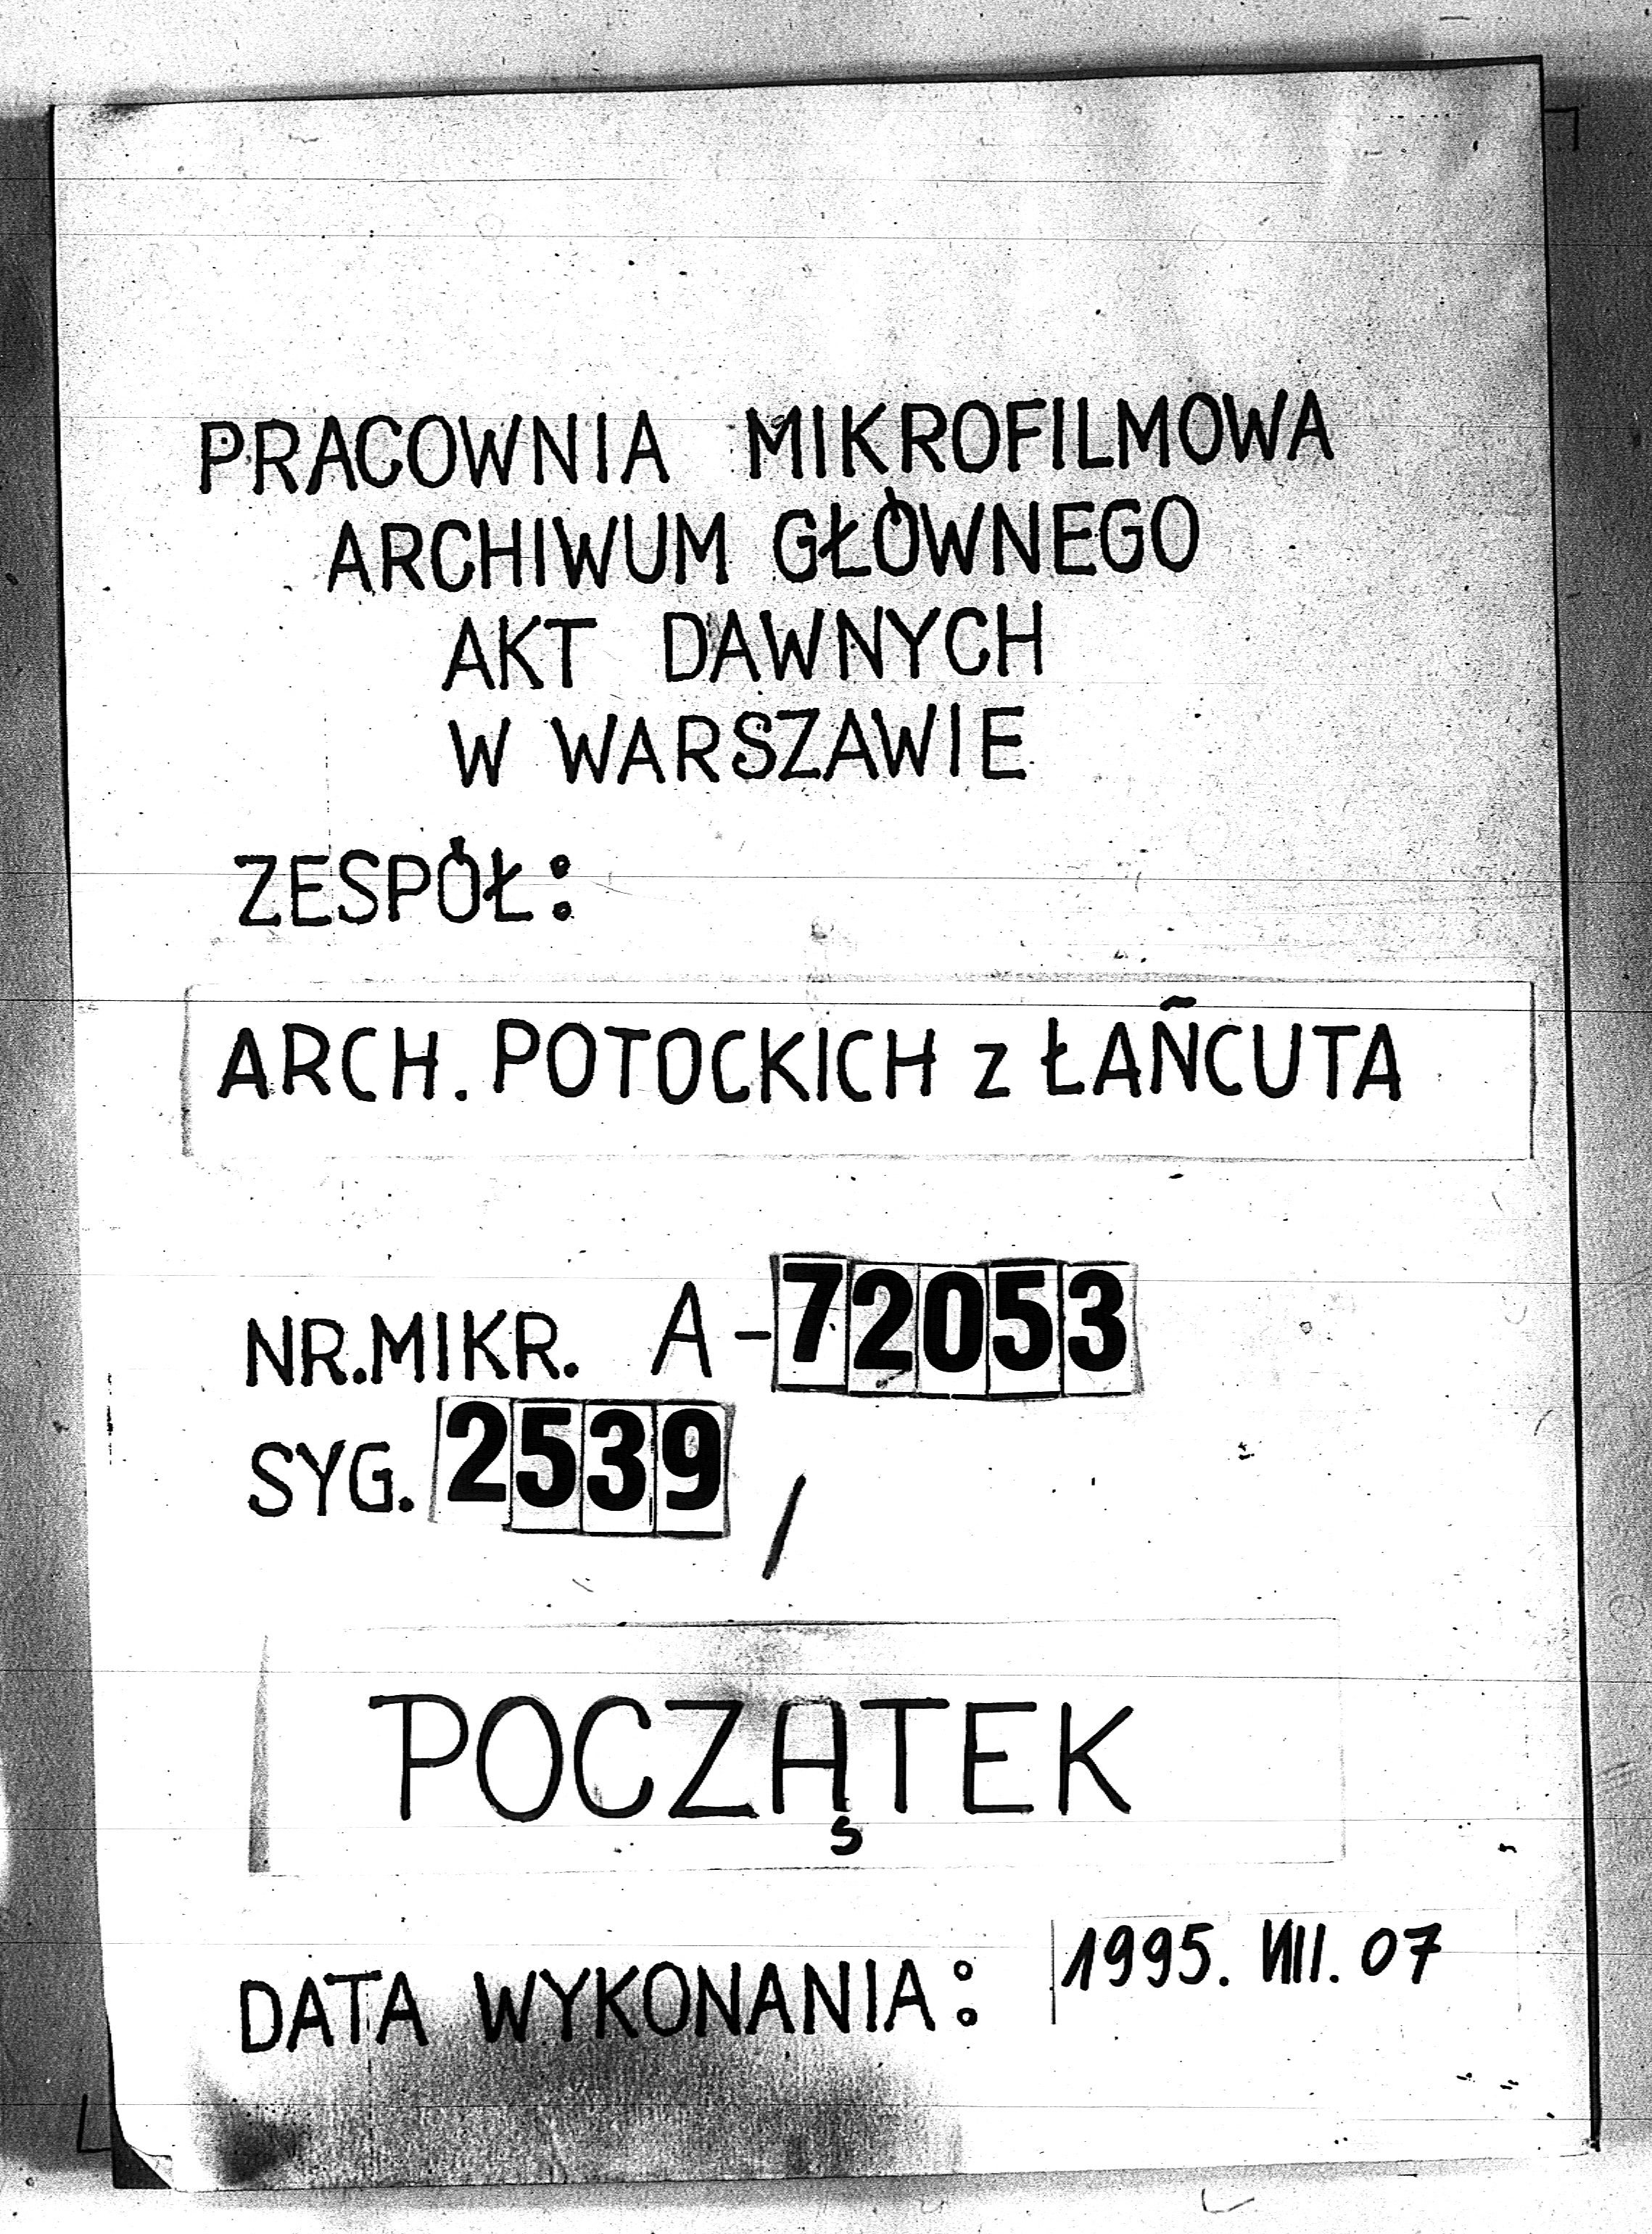 PRACOWNIA MIKROFILMOWA
ARCHIWUM GŁÓWNEGO
AKT DAWNYCH
W WARSZAWIE
ZESPÓŁ:
ARCH. POTOCKICH z ŁAŃCUTA
NR.MIKR. A-72053
SYG. 2539 /
POCZĄTEK
DATA WYKONANIA: 1995. VIII. 07